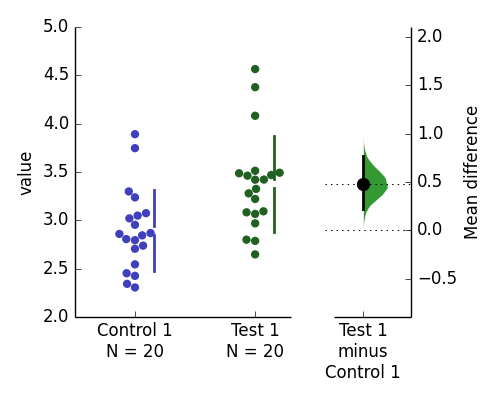 5.0
4.5
4.0
3.5
3.0
2.5
2.0
value
Control 1
N = 20
Test 1
N = 20
Test 1
minus
Control 1
2.0
1.5
1.0
0.5
0.0
−0.5
Mean difference